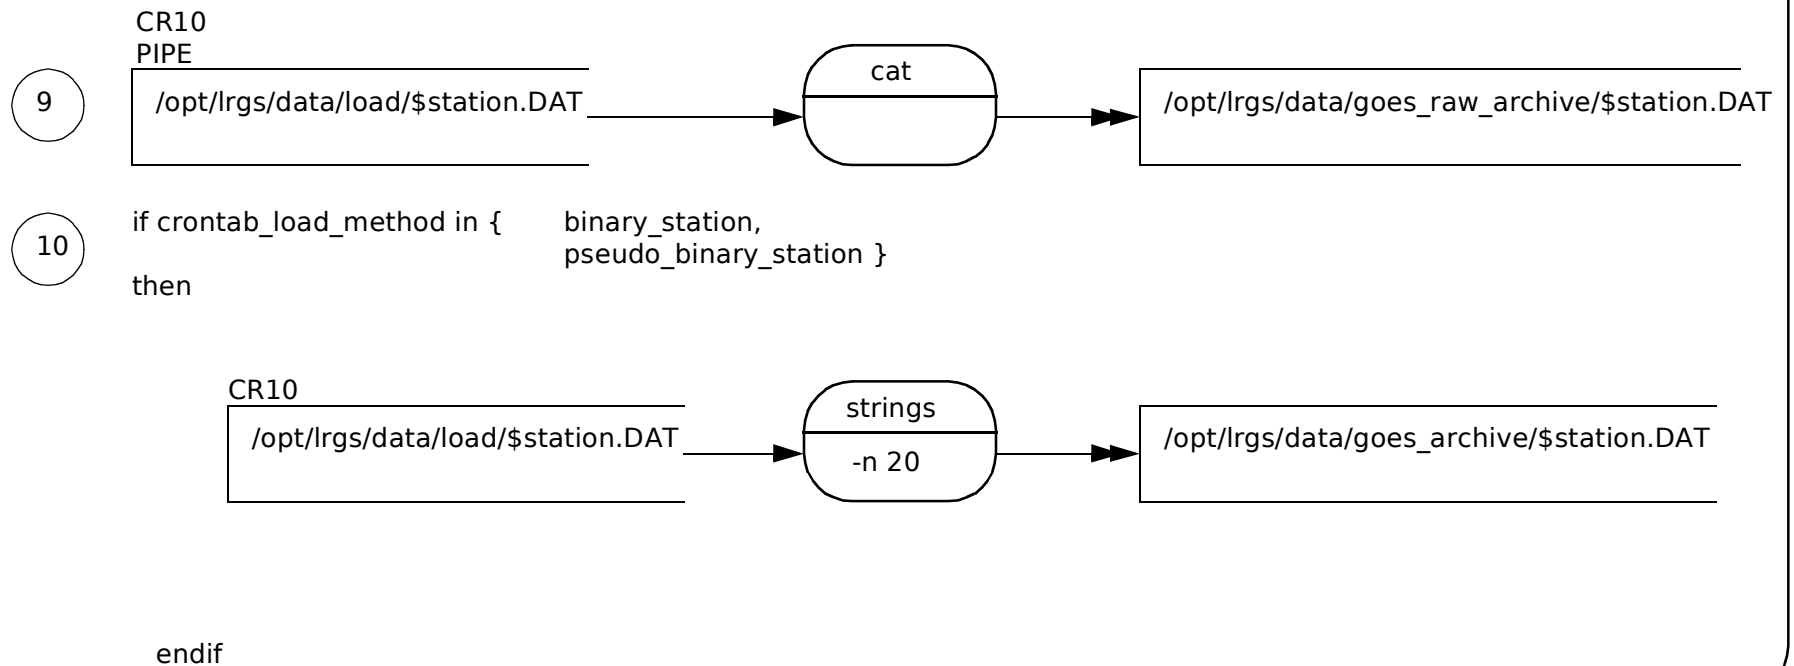 CR10
PIPE
9
/opt/lrgs/data/load/$station.DAT
cat
/opt/lrgs/data/goes_raw_archive/$station.DAT
10
if crontab_load_method in { binary_station,
pseudo_binary_station }
then
CR10
/opt/lrgs/data/load/$station.DAT
strings
-n 20
/opt/lrgs/data/goes_archive/$station.DAT
endif